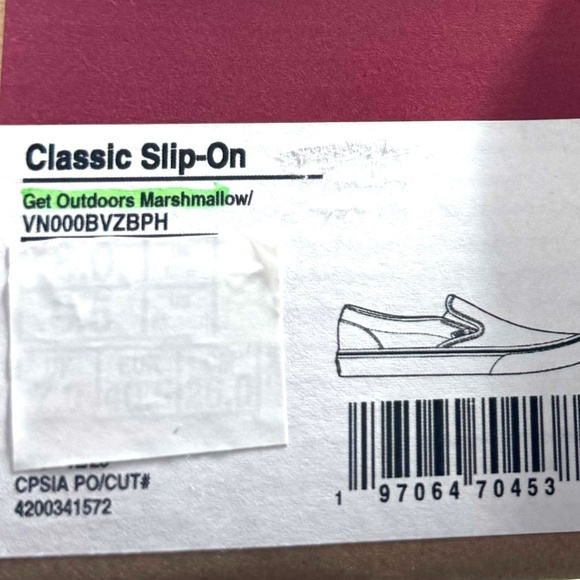 Classic Slip-On
Get Outdoors Marshmallow/
VN000BVZBPH
CPSIA PO/CUT#
4200341572
1 97064 70453